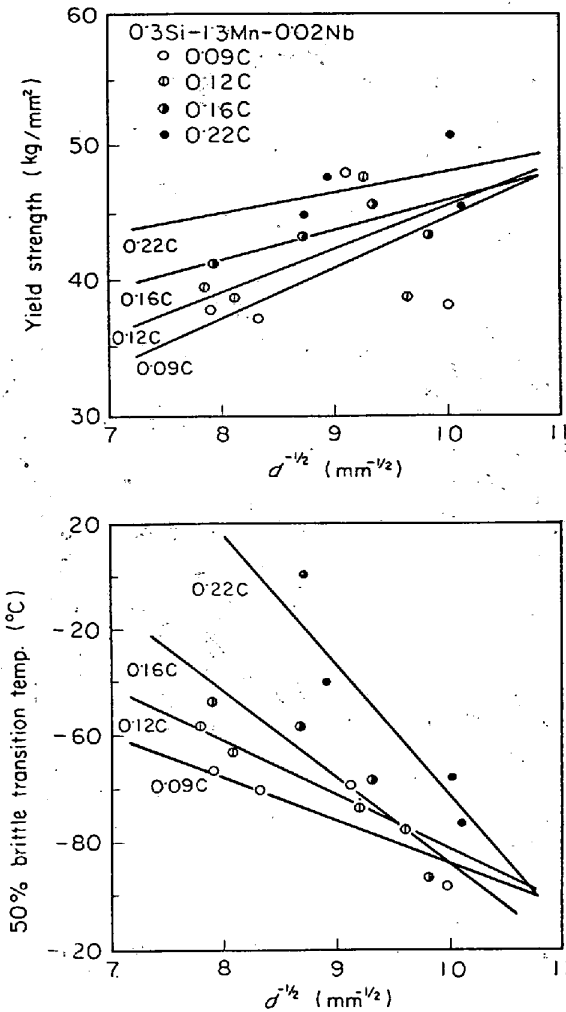 60
0·3Si-1·3Mn-0·02Nb
0·09C
0·12C
0·16C
0·22C
50
40
30
Yield strength (kg/mm²)
0·22C
0·16C
0·12C
0·09C
7 8 9 10 11
d^-1/2 (mm^-1/2)
20
-20
-60
-80
-·20
50% brittle transition temp. (°C)
0·22C
0·16C
0·12C
0·09C
7 8 9 10 11
d^-1/2 (mm^-1/2)